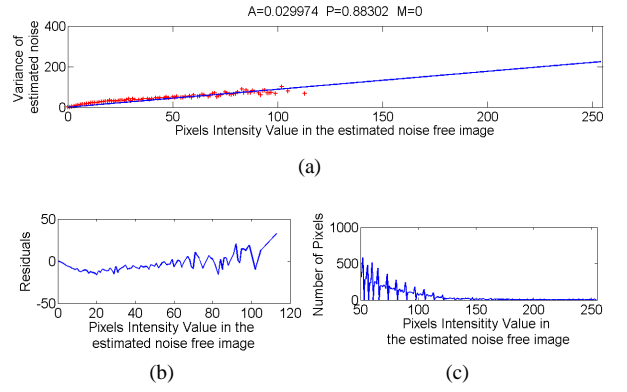 A=0.029974 P=0.88302 M=0
Variance of
estimated noise
400
200
0
0 50 100 150 200 250
Pixels Intensity Value in the estimated noise free image
(a)
Residuals
50
0
-50
0 20 40 60 80 100 120
Pixels Intensity Value in the
estimated noise free image
(b)
Number of Pixels
1000
500
0
50 100 150 200 250
Pixels Intensitity Value in
the estimated noise free image
(c)